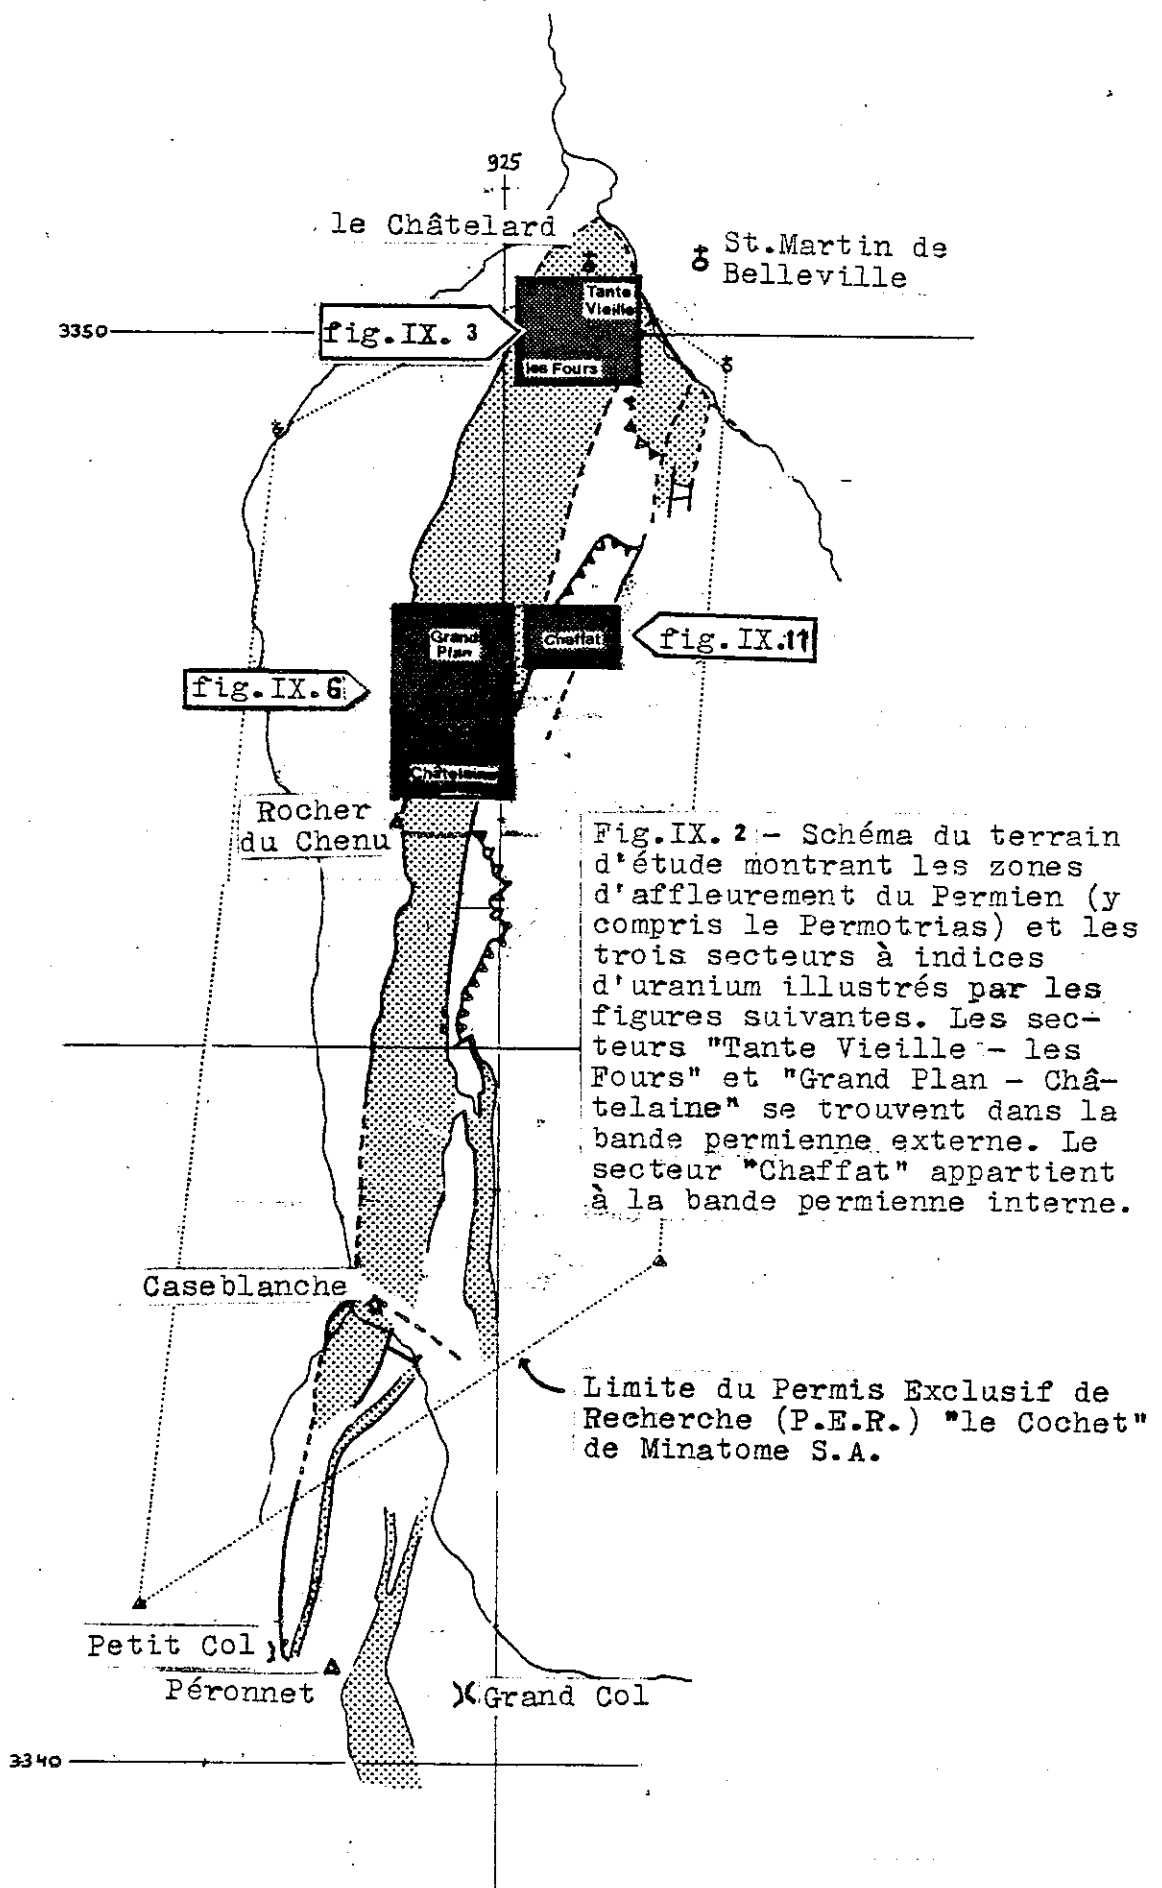 925
le Châtelard
St.Martin de
Belleville
Tante
Vieille
3350
fig.IX. 3
les Fours
Grand
Plan
Chaffat
fig.IX.11
fig.IX.6
Châtelaine
Rocher
du Chenu
Fig.IX. 2 - Schéma du terrain
d'étude montrant les zones
d'affleurement du Permien (y
compris le Permotrias) et les
trois secteurs à indices
d'uranium illustrés par les
figures suivantes. Les sec-
teurs "Tante Vieille - les
Fours" et "Grand Plan - Châ-
telaine" se trouvent dans la
bande permienne externe. Le
secteur "Chaffat" appartient
à la bande permienne interne.
Caseblanche
Limite du Permis Exclusif de
Recherche (P.E.R.) "le Cochet"
de Minatome S.A.
Petit Col
Péronnet
Grand Col
3340